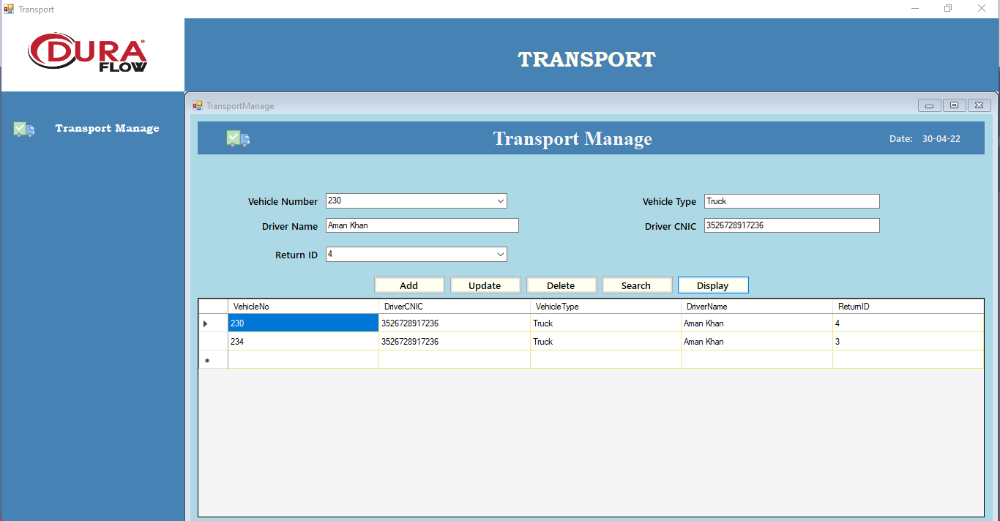 Transport
DURA
FLOW
TRANSPORT
Transport Manage
TransportManage
Transport Manage
Date: 30-04-22
Vehicle Number 230 Vehicle Type Truck
Driver Name Aman Khan Driver CNIC 3526728917236
Return ID 4
Add Update Delete Search Display
VehicleNo DriverCNIC VehicleType DriverName ReturnID
230 3526728917236 Truck Aman Khan 4
234 3526728917236 Truck Aman Khan 3